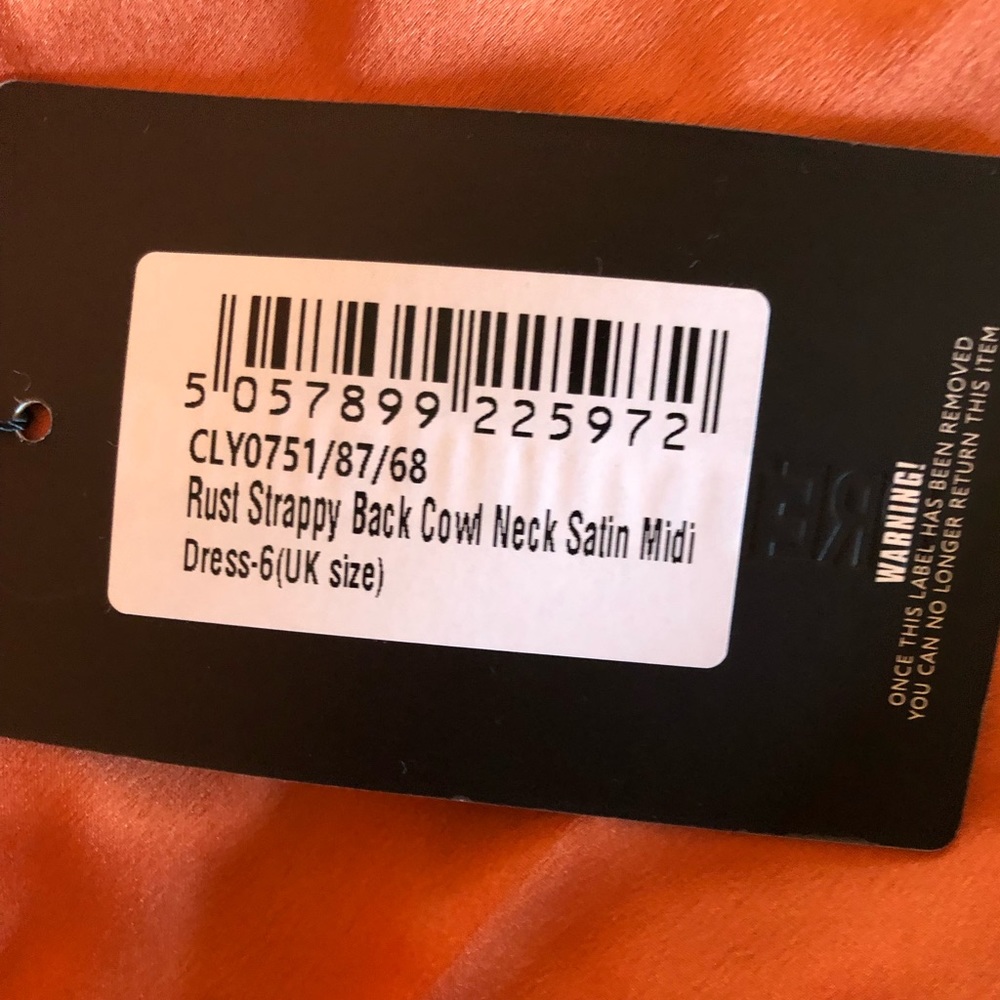 5 057899 225972
CLY0751/87/68
Rust Strappy Back Cowl Neck Satin Midi
Dress-6(UK size)
WARNING!
ONCE THIS LABEL HAS BEEN REMOVED
YOU CAN NO LONGER RETURN THIS ITEM